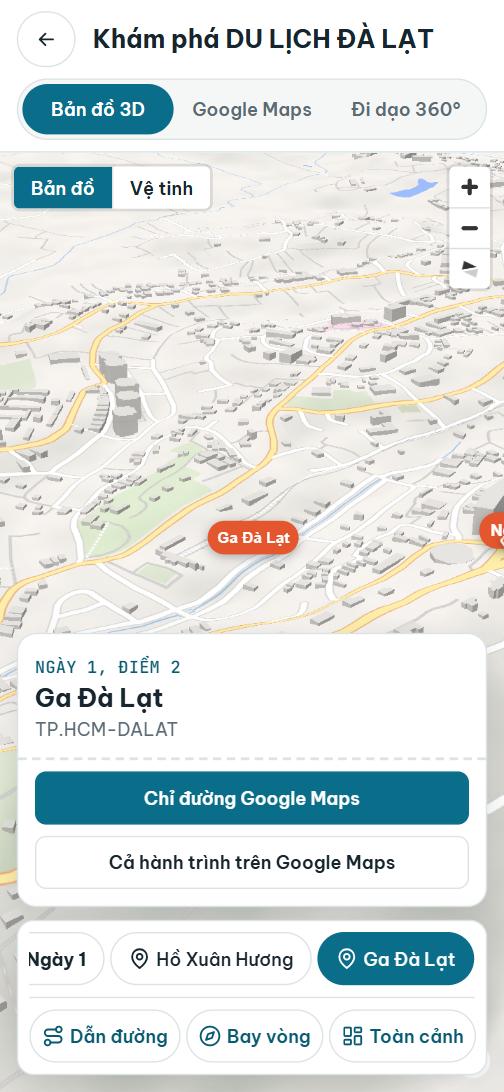 Khám phá DU LỊCH ĐÀ LẠT
Bản đồ 3D
Google Maps
Đi dạo 360°
Bản đồ
Vệ tinh
Ga Đà Lạt
NGÀY 1, ĐIỂM 2
Ga Đà Lạt
TP.HCM-DALAT
Chỉ đường Google Maps
Cả hành trình trên Google Maps
Ngày 1
Hồ Xuân Hương
Ga Đà Lạt
Dẫn đường
Bay vòng
Toàn cảnh